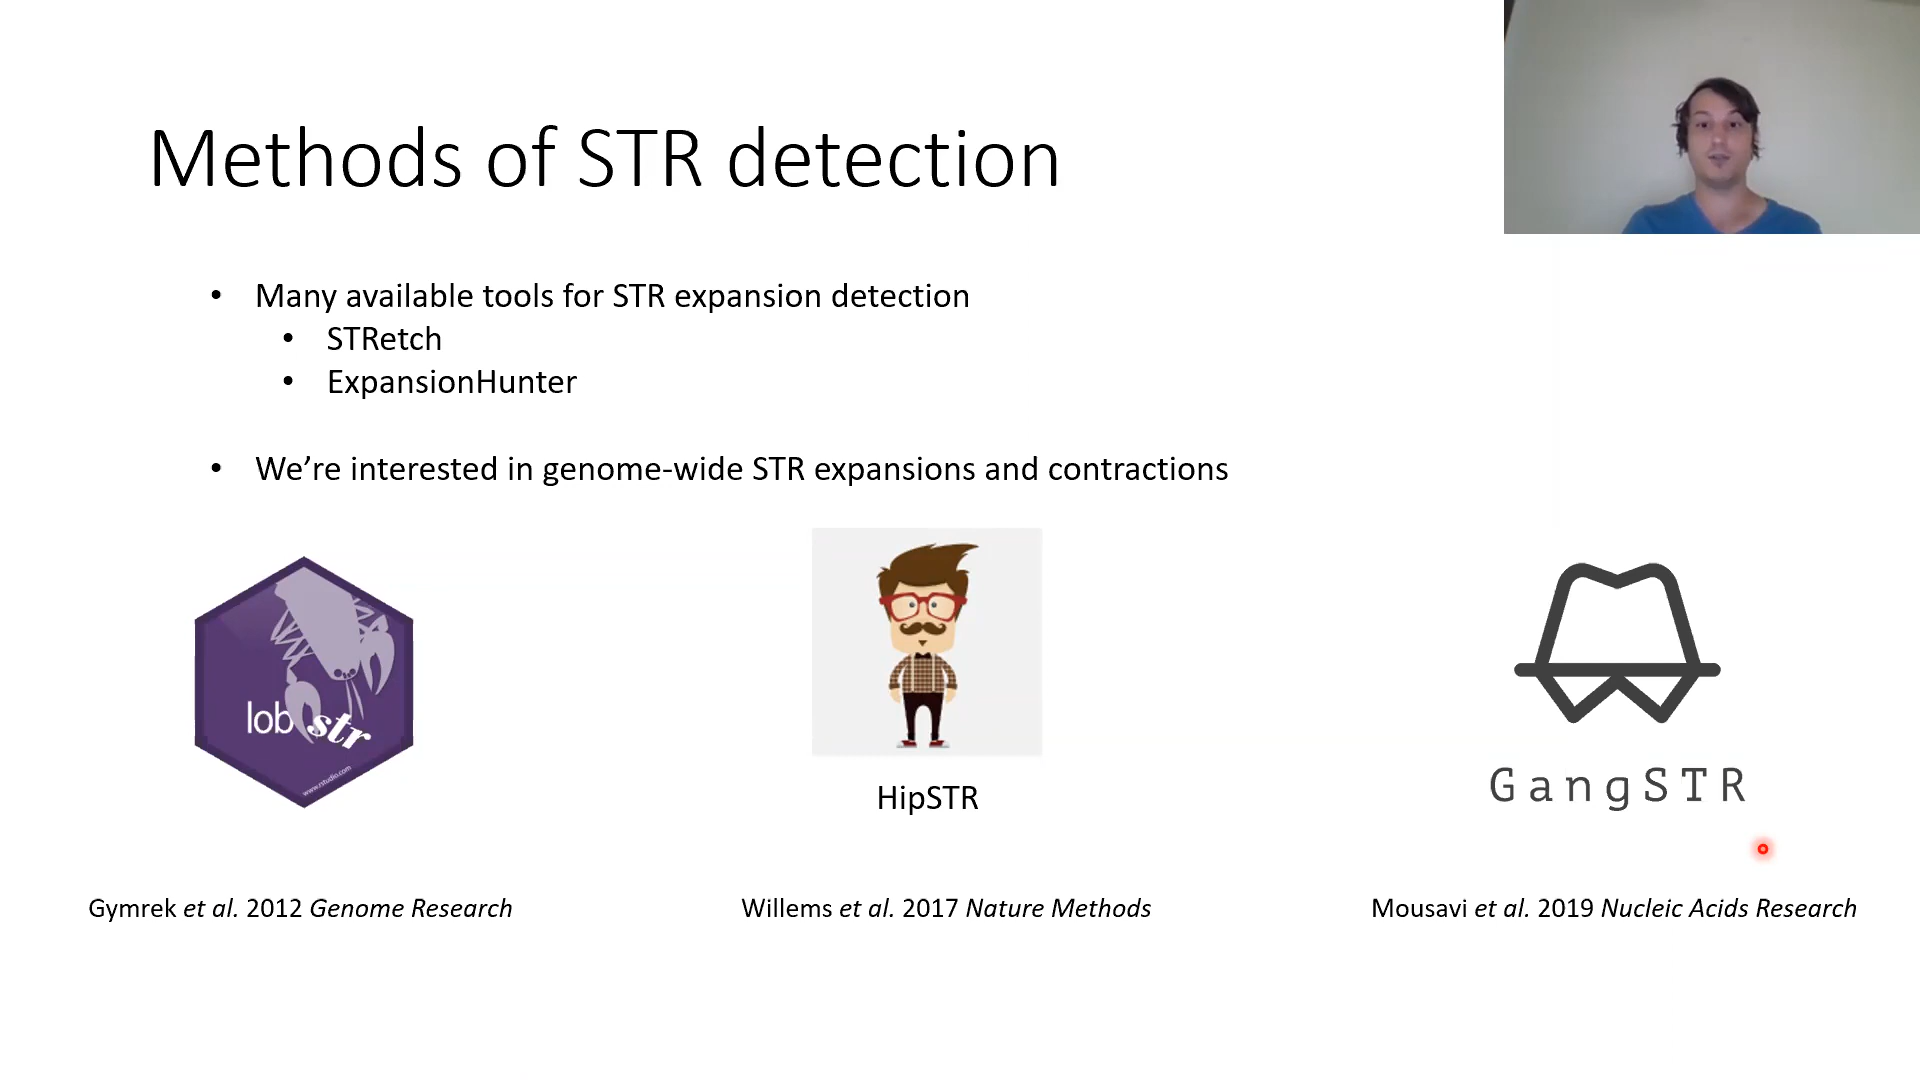 Methods of STR detection
• Many available tools for STR expansion detection
• STRetch
• ExpansionHunter
• We’re interested in genome-wide STR expansions and contractions
lobstr
www.rstudio.com
HipSTR
GangSTR
Gymrek et al. 2012 Genome Research
Willems et al. 2017 Nature Methods
Mousavi et al. 2019 Nucleic Acids Research